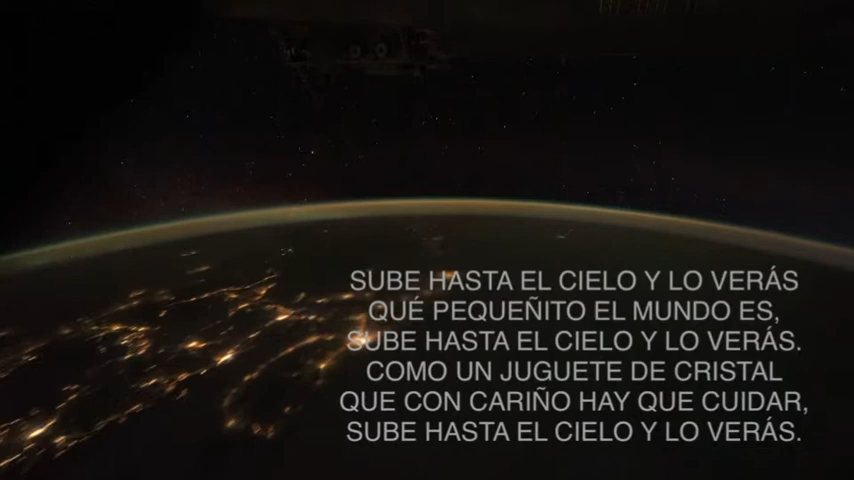 SUBE HASTA EL CIELO Y LO VERÁS
QUÉ PEQUEÑITO EL MUNDO ES,
SUBE HASTA EL CIELO Y LO VERÁS.
COMO UN JUGUETE DE CRISTAL
QUE CON CARIÑO HAY QUE CUIDAR,
SUBE HASTA EL CIELO Y LO VERÁS.